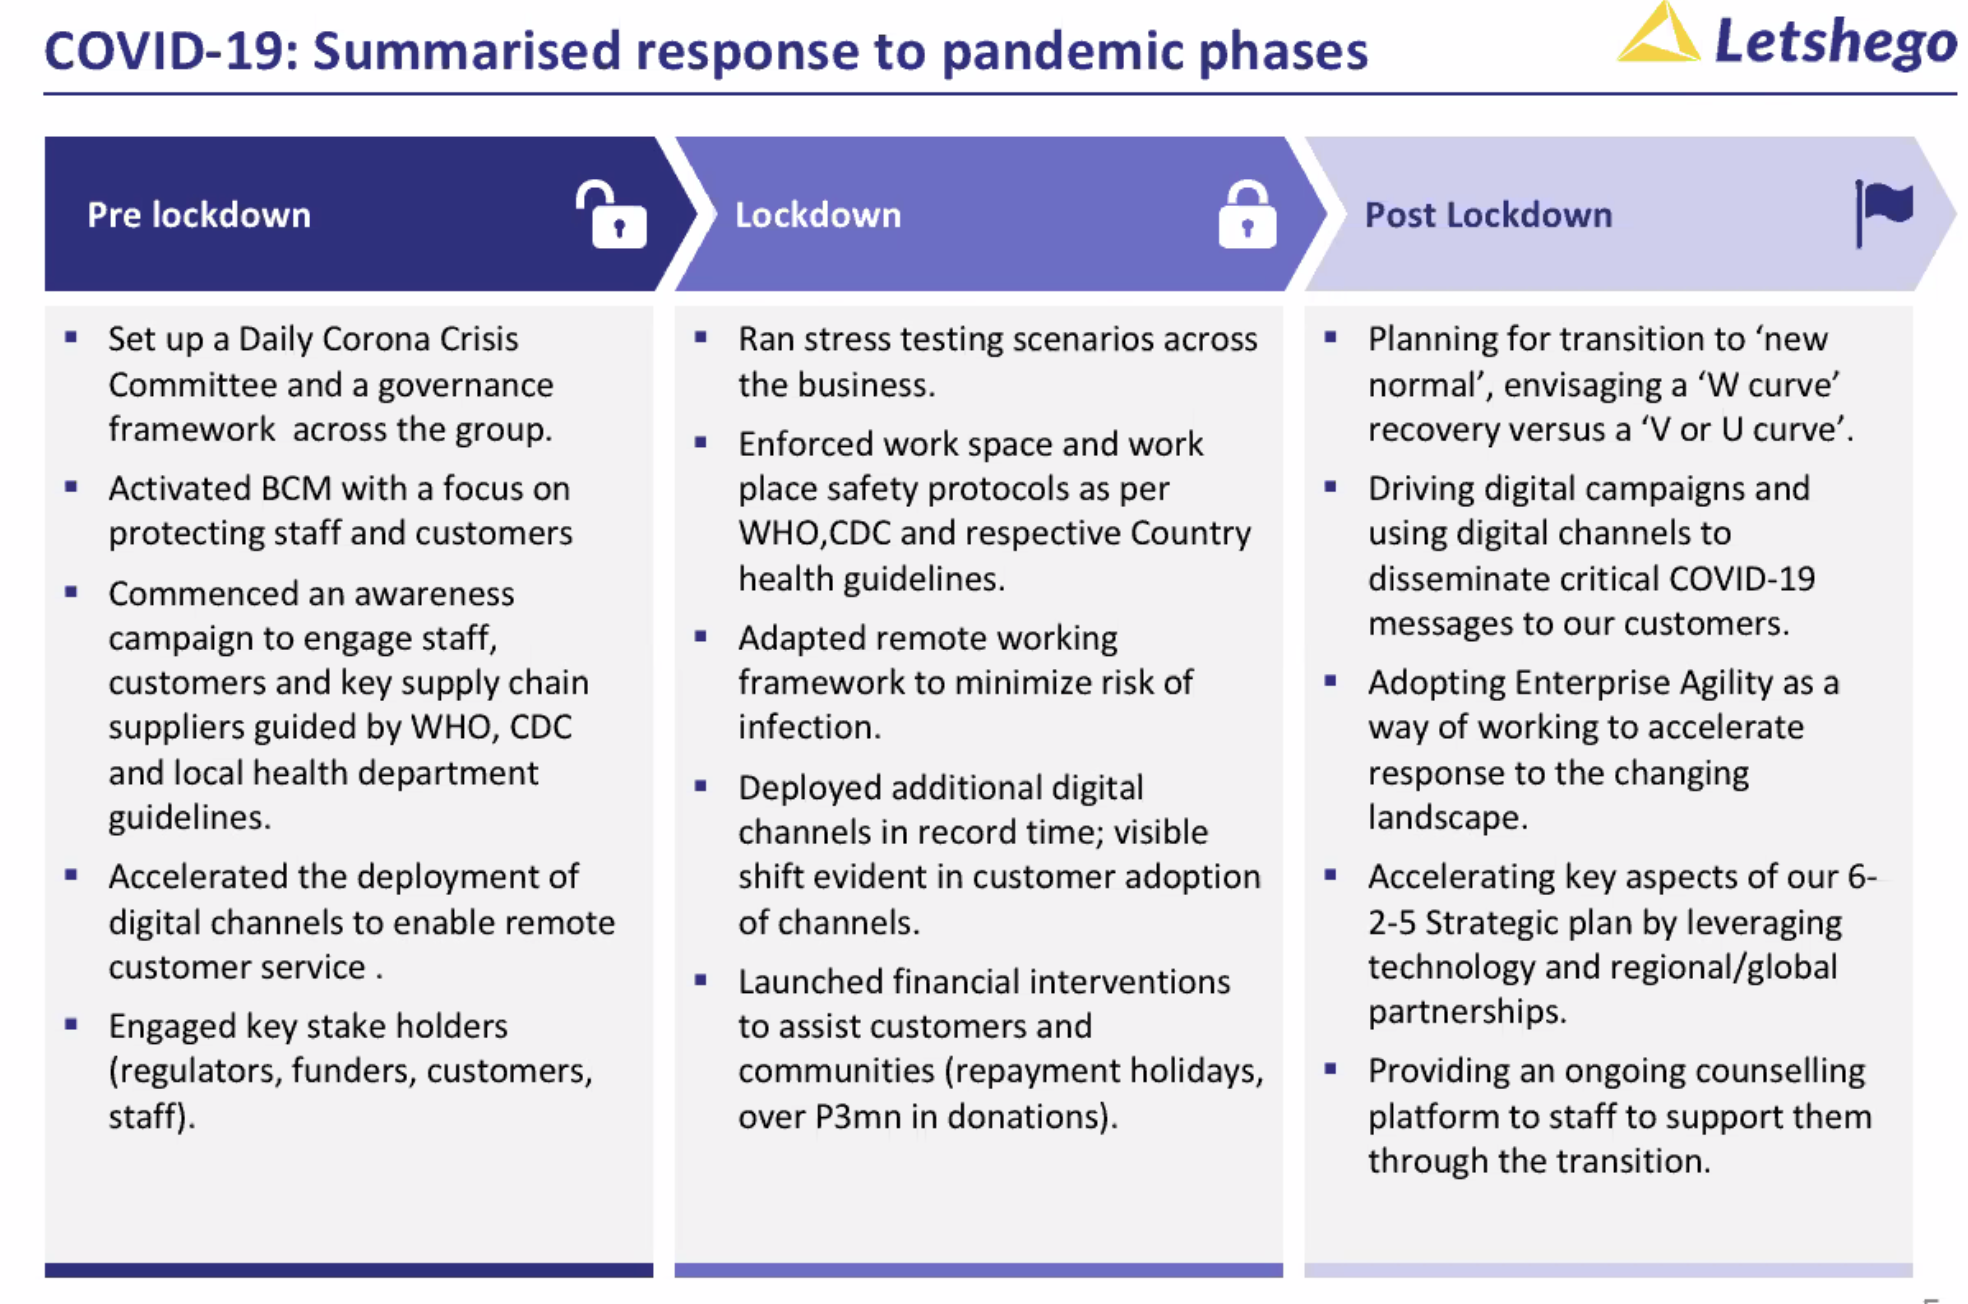 COVID-19: Summarised response to pandemic phases
Letshego
Pre lockdown
Set up a Daily Corona Crisis
Committee and a governance
framework across the group.
Activated BCM with a focus on
protecting staff and customers
Commenced an awareness
campaign to engage staff,
customers and key supply chain
suppliers guided by WHO, CDC
and local health department
guidelines.
Accelerated the deployment of
digital channels to enable remote
customer service .
Engaged key stake holders
(regulators, funders, customers,
staff).
Lockdown
Ran stress testing scenarios across
the business.
Enforced work space and work
place safety protocols as per
WHO,CDC and respective Country
health guidelines.
Adapted remote working
framework to minimize risk of
infection.
Deployed additional digital
channels in record time; visible
shift evident in customer adoption
of channels.
Launched financial interventions
to assist customers and
communities (repayment holidays,
over P3mn in donations).
Post Lockdown
Planning for transition to ‘new
normal’, envisaging a ‘W curve’
recovery versus a ‘V or U curve’.
Driving digital campaigns and
using digital channels to
disseminate critical COVID-19
messages to our customers.
Adopting Enterprise Agility as a
way of working to accelerate
response to the changing
landscape.
Accelerating key aspects of our 6-
2-5 Strategic plan by leveraging
technology and regional/global
partnerships.
Providing an ongoing counselling
platform to staff to support them
through the transition.